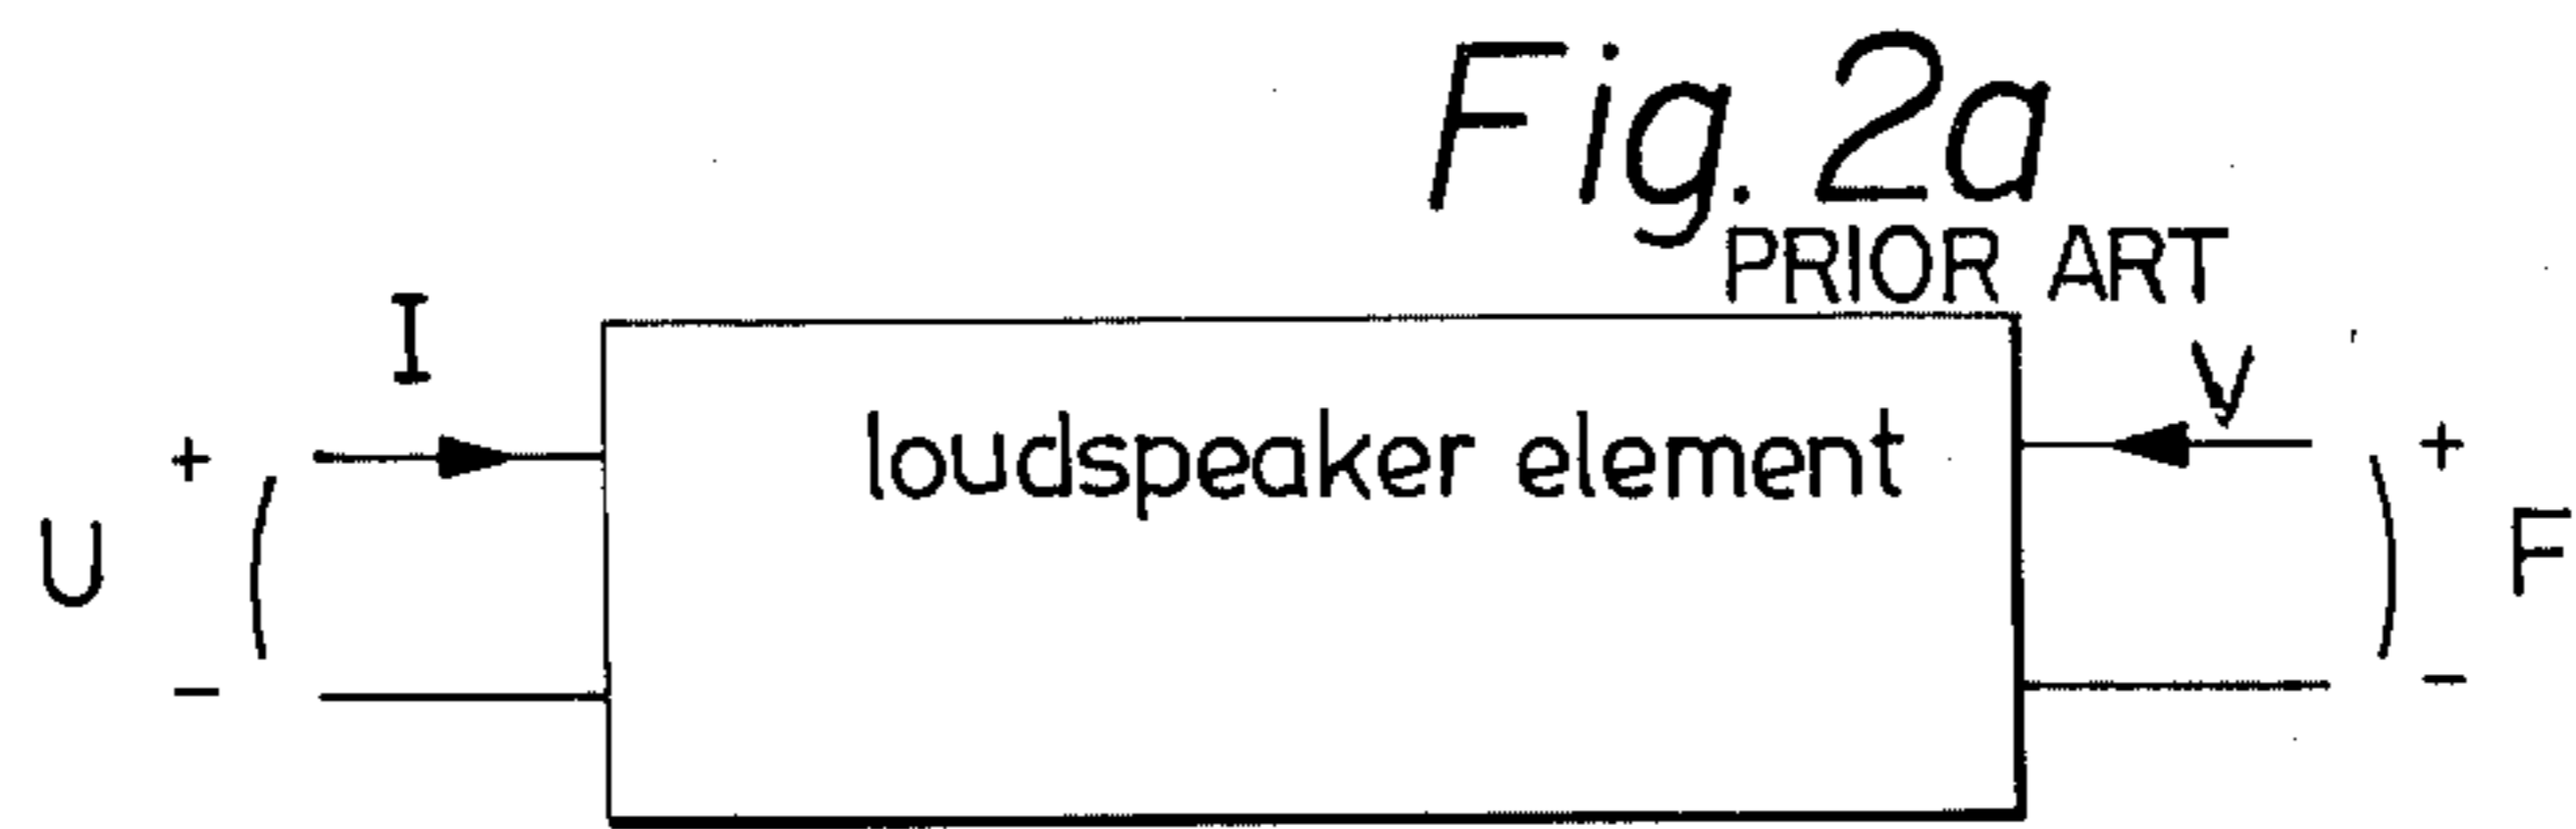 Fig. 2a
PRIOR ART
I
V
loudspeaker element
+
+
U
F
-
-